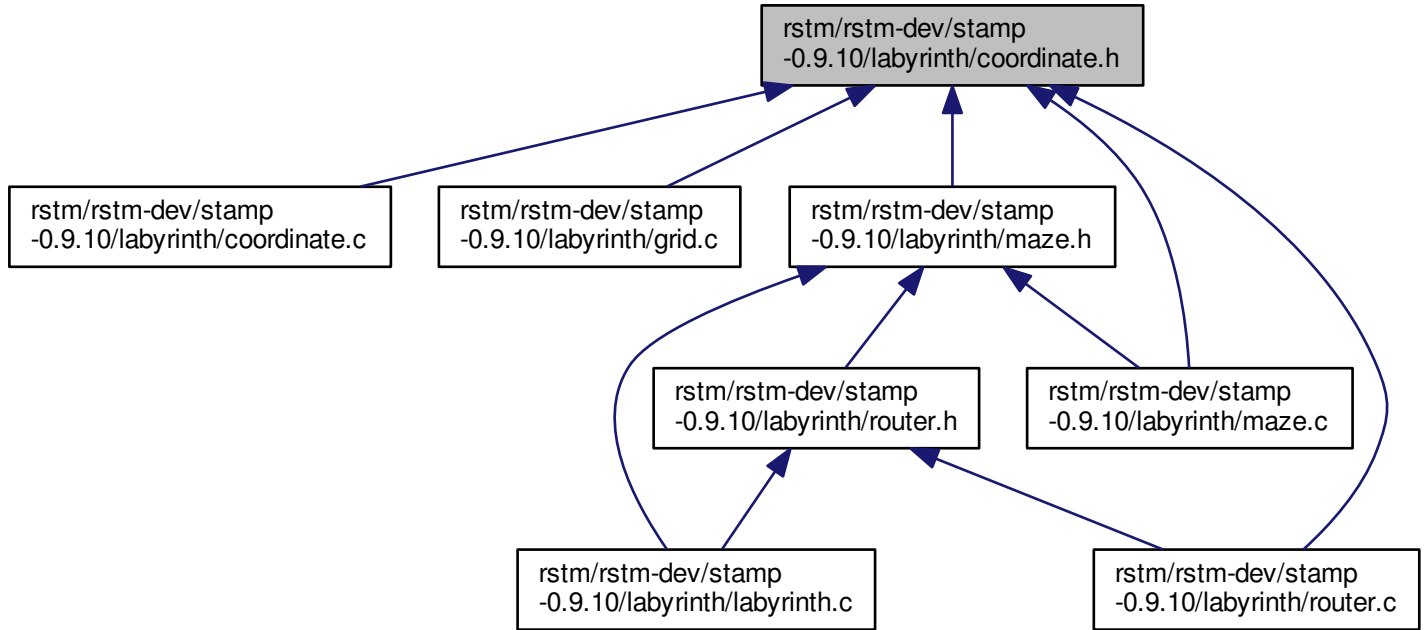 rstm/rstm-dev/stamp
-0.9.10/labyrinth/coordinate.h
rstm/rstm-dev/stamp
-0.9.10/labyrinth/coordinate.c
rstm/rstm-dev/stamp
-0.9.10/labyrinth/grid.c
rstm/rstm-dev/stamp
-0.9.10/labyrinth/maze.h
rstm/rstm-dev/stamp
-0.9.10/labyrinth/router.h
rstm/rstm-dev/stamp
-0.9.10/labyrinth/maze.c
rstm/rstm-dev/stamp
-0.9.10/labyrinth/labyrinth.c
rstm/rstm-dev/stamp
-0.9.10/labyrinth/router.c